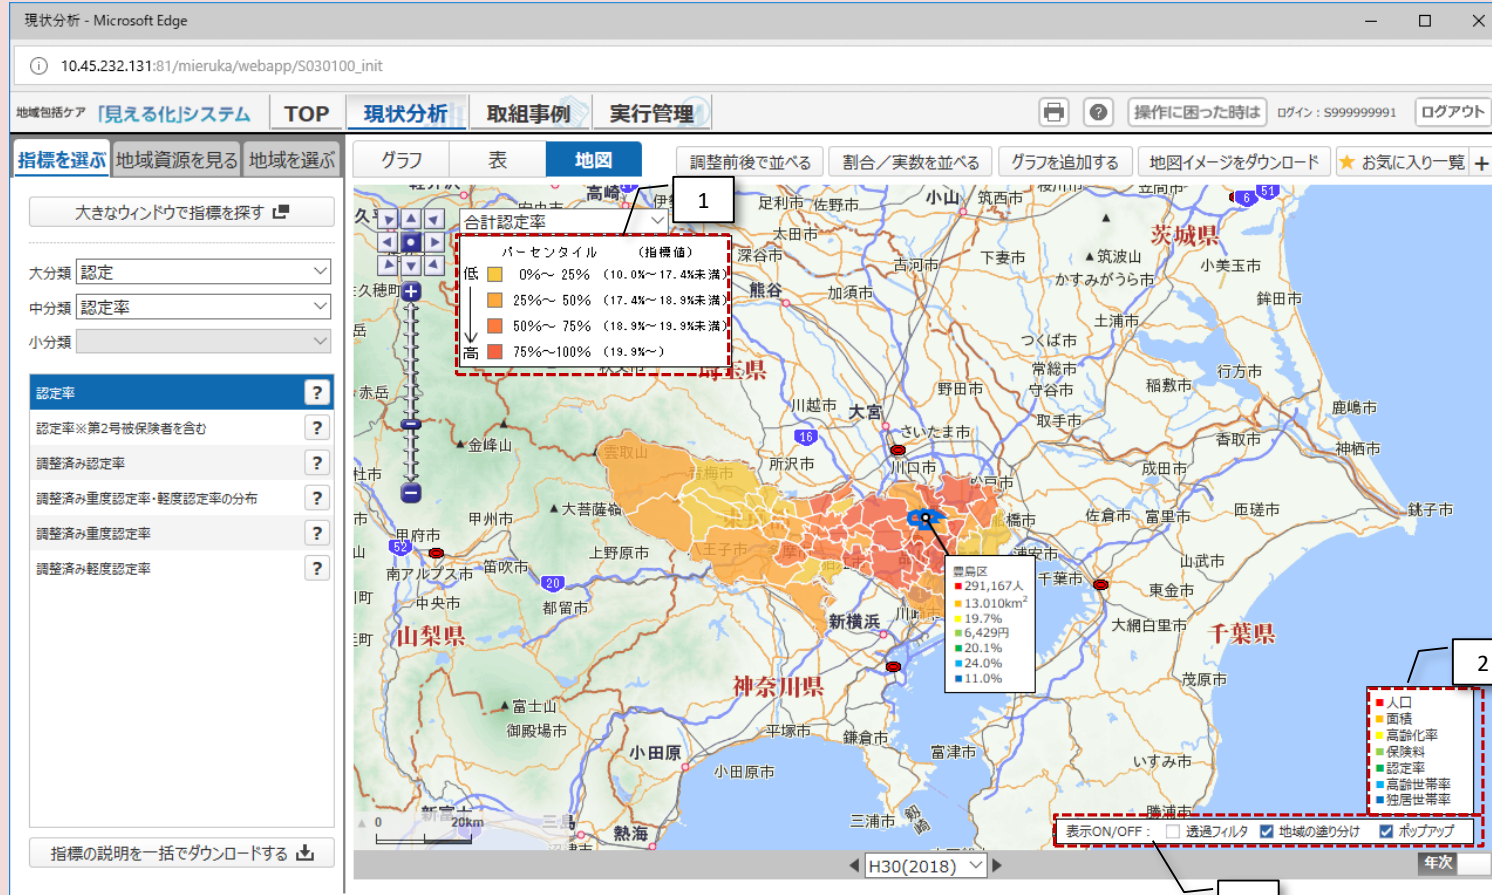 現状分析 - Microsoft Edge
10.45.232.131:81/mieruka/webapp/S030100_init
地域包括ケア 「見える化」システム
TOP
現状分析
取組事例
実行管理
操作に困った時は
ログイン : S999999991
ログアウト
指標を選ぶ
地域資源を見る
地域を選ぶ
グラフ
表
地図
調整前後で並べる
割合／実数を並べる
グラフを追加する
地図イメージをダウンロード
お気に入り一覧
大きなウィンドウで指標を探す
大分類 認定
中分類 認定率
小分類
認定率 ?
認定率※第2号被保険者を含む ?
調整済み認定率 ?
調整済み重度認定率・軽度認定率の分布 ?
調整済み重度認定率 ?
調整済み軽度認定率 ?
指標の説明を一括でダウンロードする
合計認定率
パーセンタイル （指標値）
低 0%～ 25% （10.0%～17.4%未満）
25%～ 50% （17.4%～18.9%未満）
50%～ 75% （18.9%～19.9%未満）
高 75%～100% （19.9%～）
1
高崎
足利市
佐野市
小山
筑西市
6
51
太田市
茨城県
深谷市
古河市
下妻市
筑波山
小美玉市
かすみがうら市
熊谷
加須市
鉾田市
土浦市
つくば市
埼玉県
常総市
行方市
野田市
守谷市
稲敷市
川越市
大宮
取手市
鹿嶋市
16
さいたま市
香取市
神栖市
金峰山
雲取山
青梅市
所沢市
川口市
松戸市
成田市
大菩薩嶺
甲州市
東京都
船橋市
佐倉市
富里市
匝瑳市
銚子市
甲府市
52
八王子市
上野原市
浦安市
山武市
南アルプス市
笛吹市
20
千葉市
東金市
中央市
都留市
新横浜
川崎市
大網白里市
千葉県
山梨県
豊島区
291,167人
13.010km²
19.7%
6,429円
20.1%
24.0%
11.0%
神奈川県
茂原市
2
富士山
御殿場市
平塚市
鎌倉市
小田原
小田原市
富津市
いすみ市
三浦市
勝浦市
熱海
人口
面積
高齢化率
保険料
認定率
高齢世帯率
独居世帯率
0 20km
表示ON/OFF : 透過フィルタ 地域の塗り分け ポップアップ
H30(2018)
年次